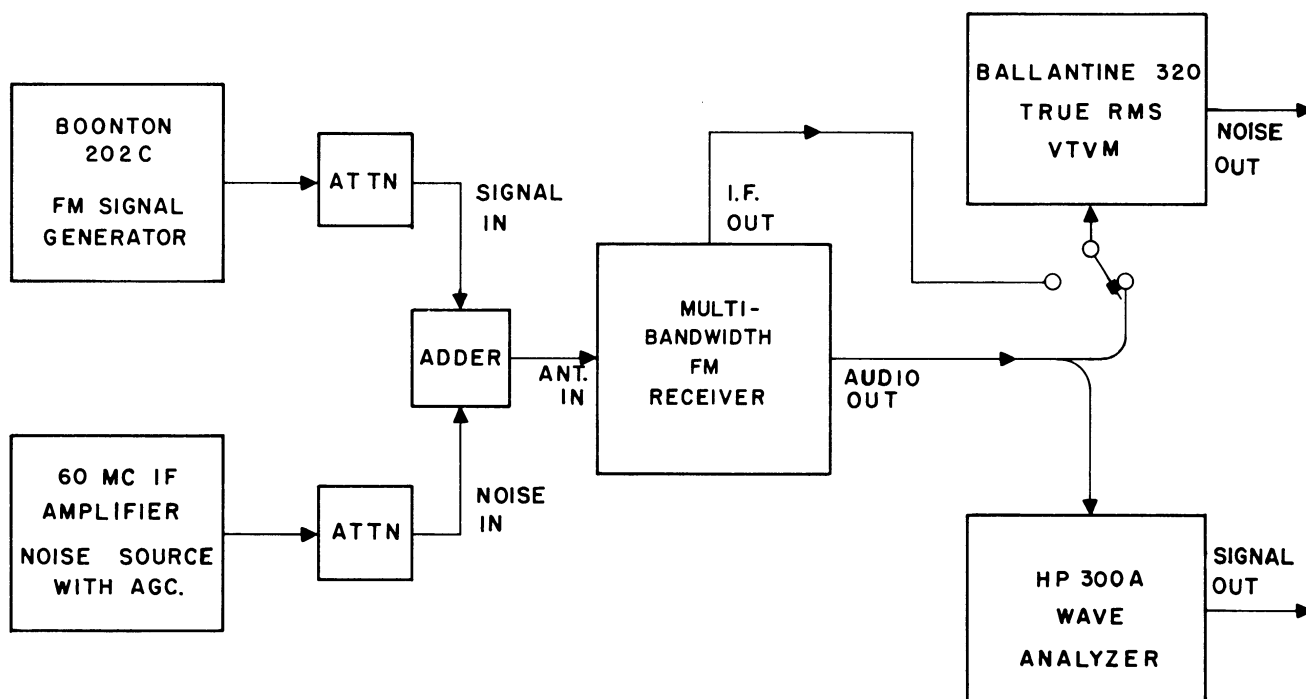 BOONTON
202C
FM SIGNAL
GENERATOR
ATTN
SIGNAL
IN
60 MC IF
AMPLIFIER
NOISE SOURCE
WITH AGC.
ATTN
NOISE
IN
ADDER
ANT.
IN
I.F.
OUT
MULTI-
BANDWIDTH
FM
RECEIVER
AUDIO
OUT
BALLANTINE 320
TRUE RMS
VTVM
NOISE
OUT
HP 300A
WAVE
ANALYZER
SIGNAL
OUT